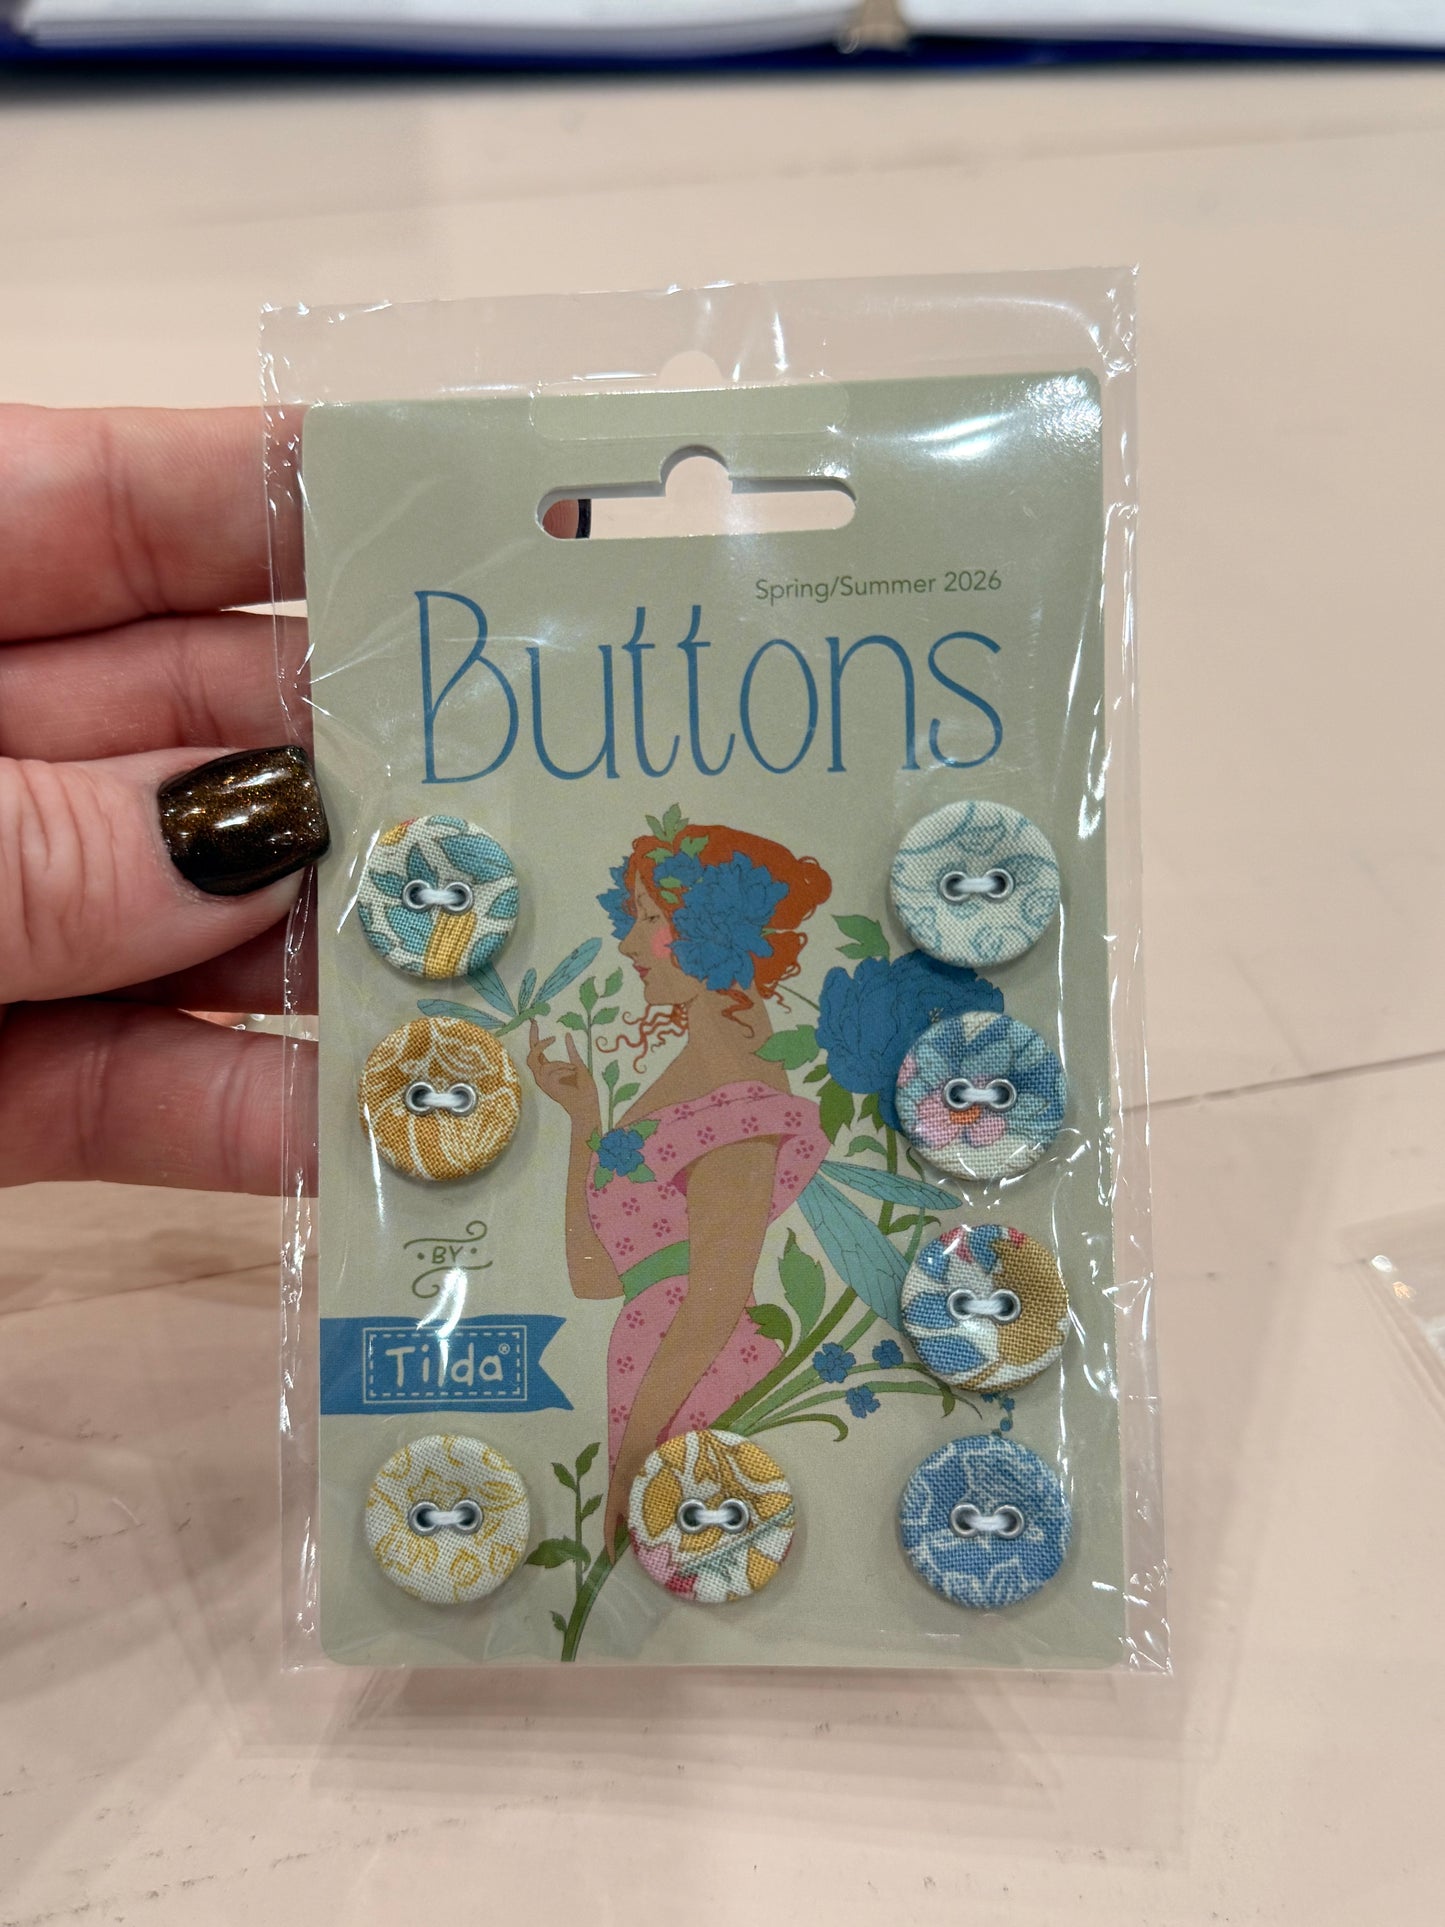 Spring/Summer 2026
Buttons
• BY •
Tilda®